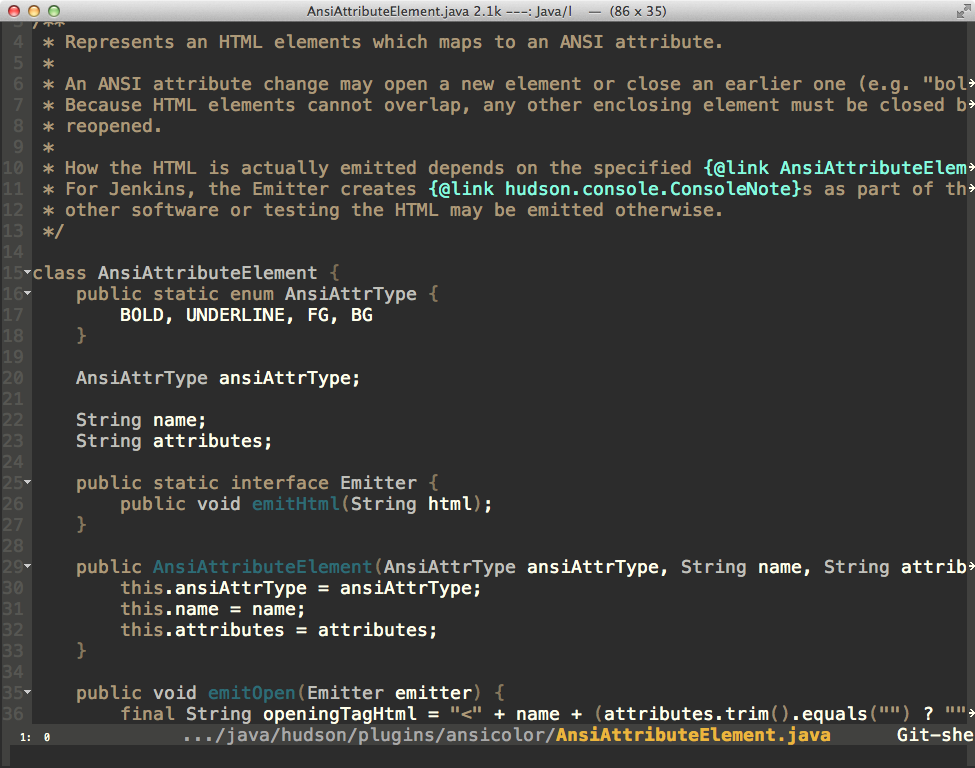 AnsiAttributeElement.java 2.1k ---: Java/l — (86 x 35)
3 /**
4 * Represents an HTML elements which maps to an ANSI attribute.
5 *
6 * An ANSI attribute change may open a new element or close an earlier one (e.g. "bol
7 * Because HTML elements cannot overlap, any other enclosing element must be closed b
8 * reopened.
9 *
10 * How the HTML is actually emitted depends on the specified {@link AnsiAttributeElem
11 * For Jenkins, the Emitter creates {@link hudson.console.ConsoleNote}s as part of th
12 * other software or testing the HTML may be emitted otherwise.
13 */
14
15 class AnsiAttributeElement {
16 public static enum AnsiAttrType {
17 BOLD, UNDERLINE, FG, BG
18 }
19
20 AnsiAttrType ansiAttrType;
21
22 String name;
23 String attributes;
24
25 public static interface Emitter {
26 public void emitHtml(String html);
27 }
28
29 public AnsiAttributeElement(AnsiAttrType ansiAttrType, String name, String attrib
30 this.ansiAttrType = ansiAttrType;
31 this.name = name;
32 this.attributes = attributes;
33 }
34
35 public void emitOpen(Emitter emitter) {
36 final String openingTagHtml = "<" + name + (attributes.trim().equals("") ? ""
1: 0 .../java/hudson/plugins/ansicolor/AnsiAttributeElement.java Git-she